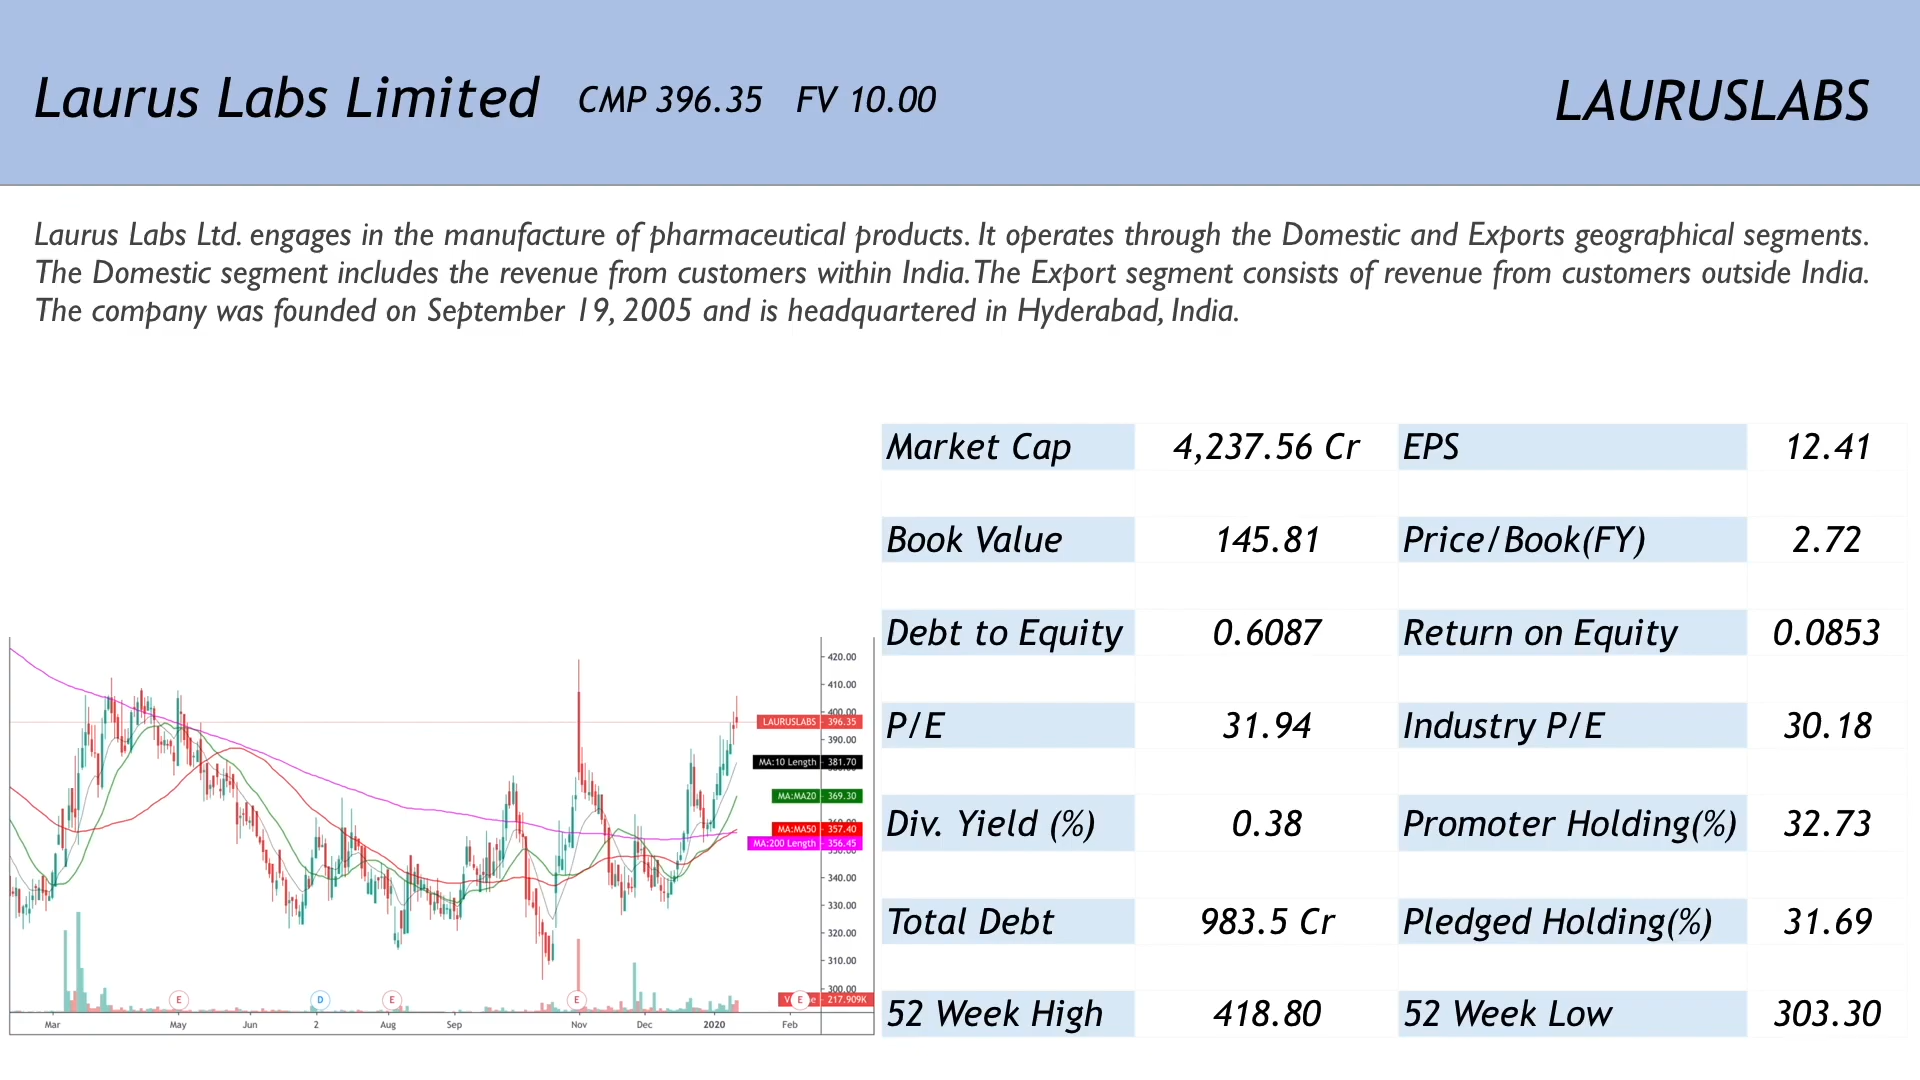 Laurus Labs Limited CMP 396.35 FV 10.00 LAURUSLABS
Laurus Labs Ltd. engages in the manufacture of pharmaceutical products. It operates through the Domestic and Exports geographical segments.
The Domestic segment includes the revenue from customers within India. The Export segment consists of revenue from customers outside India.
The company was founded on September 19, 2005 and is headquartered in Hyderabad, India.
Market Cap 4,237.56 Cr EPS 12.41
Book Value 145.81 Price/Book(FY) 2.72
Debt to Equity 0.6087 Return on Equity 0.0853
P/E 31.94 Industry P/E 30.18
Div. Yield (%) 0.38 Promoter Holding(%) 32.73
Total Debt 983.5 Cr Pledged Holding(%) 31.69
52 Week High 418.80 52 Week Low 303.30
420.00
410.00
400.00
LAURUSLABS 396.35
390.00
MA:10 Length 381.70
MA:MA20 369.30
MA:MA50 357.40
MA:200 Length 356.45
340.00
330.00
320.00
310.00
300.00
E D E E E 217.909K
Mar May Jun 2 Aug Sep Nov Dec 2020 Feb